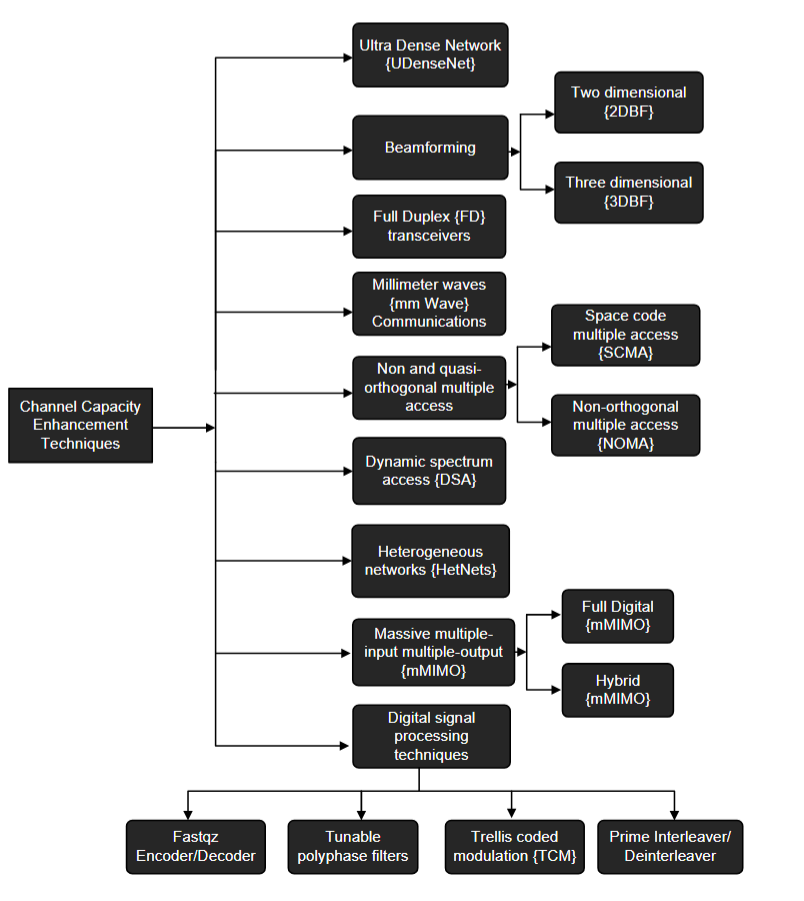 Ultra Dense Network
{UDenseNet}
Two dimensional
{2DBF}
Beamforming
Three dimensional
{3DBF}
Full Duplex {FD}
transceivers
Millimeter waves
{mm Wave}
Communications
Space code
multiple access
{SCMA}
Non and quasi-
orthogonal multiple
access
Channel Capacity
Enhancement
Techniques
Non-orthogonal
multiple access
{NOMA}
Dynamic spectrum
access {DSA}
Heterogeneous
networks {HetNets}
Full Digital
{mMIMO}
Massive multiple-
input multiple-output
{mMIMO}
Hybrid
{mMIMO}
Digital signal
processing
techniques
Fastqz
Encoder/Decoder
Tunable
polyphase filters
Trellis coded
modulation {TCM}
Prime Interleaver/
Deinterleaver